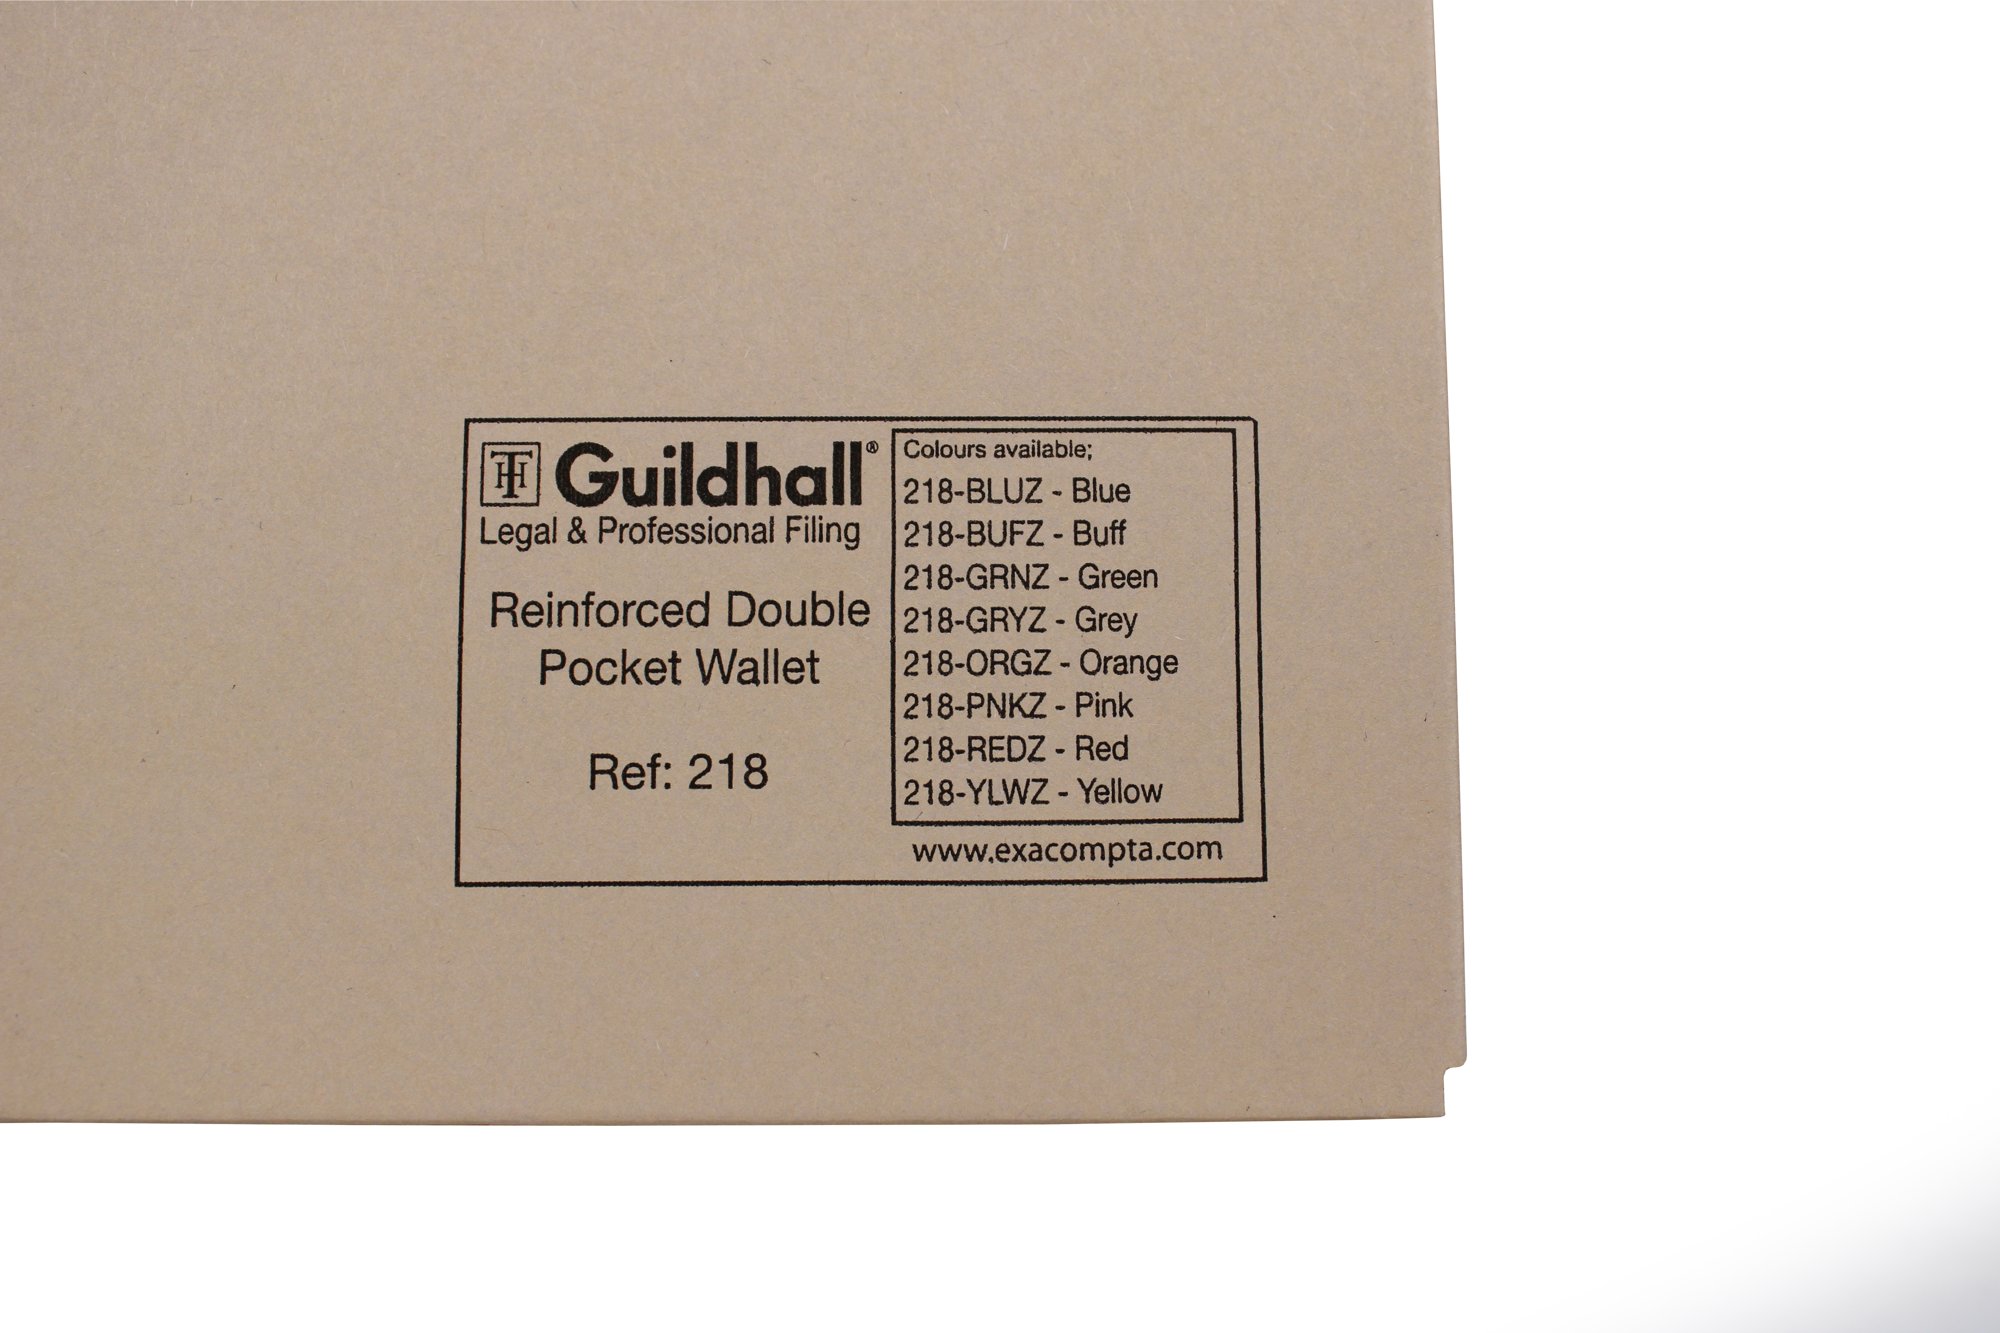 TH Guildhall®
Legal & Professional Filing
Reinforced Double
Pocket Wallet
Ref: 218
Colours available;
218-BLUZ - Blue
218-BUFZ - Buff
218-GRNZ - Green
218-GRYZ - Grey
218-ORGZ - Orange
218-PNKZ - Pink
218-REDZ - Red
218-YLWZ - Yellow
www.exacompta.com